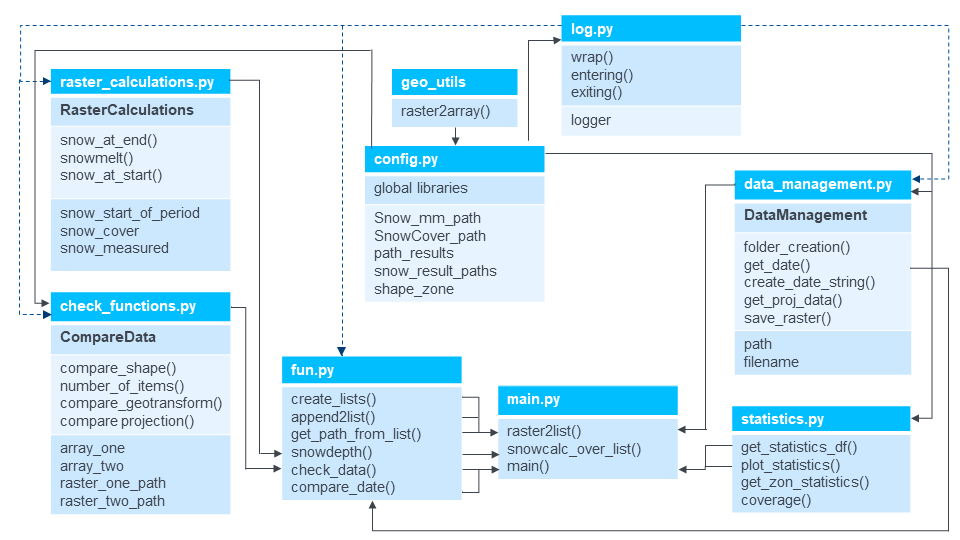 log.py
wrap()
entering()
exiting()
logger
raster_calculations.py
RasterCalculations
snow_at_end()
snowmelt()
snow_at_start()
snow_start_of_period
snow_cover
snow_measured
geo_utils
raster2array()
config.py
global libraries
Snow_mm_path
SnowCover_path
path_results
snow_result_paths
shape_zone
data_management.py
DataManagement
folder_creation()
get_date()
create_date_string()
get_proj_data()
save_raster()
path
filename
check_functions.py
CompareData
compare_shape()
number_of_items()
compare_geotransform()
compare projection()
array_one
array_two
raster_one_path
raster_two_path
fun.py
create_lists()
append2list()
get_path_from_list()
snowdepth()
check_data()
compare_date()
main.py
raster2list()
snowcalc_over_list()
main()
statistics.py
get_statistics_df()
plot_statistics()
get_zon_statistics()
coverage()